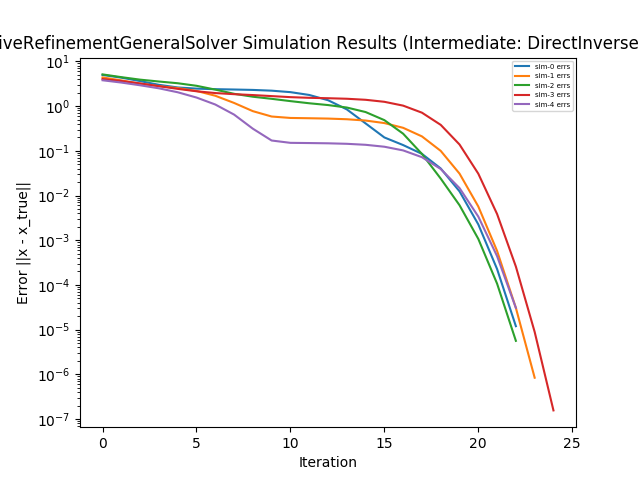 iveRefinementGeneralSolver Simulation Results (Intermediate: DirectInverse
sim-0 errs
sim-1 errs
sim-2 errs
sim-3 errs
sim-4 errs
Error ||x - x_true||
10^1
10^0
10^-1
10^-2
10^-3
10^-4
10^-5
10^-6
10^-7
0 5 10 15 20 25
Iteration